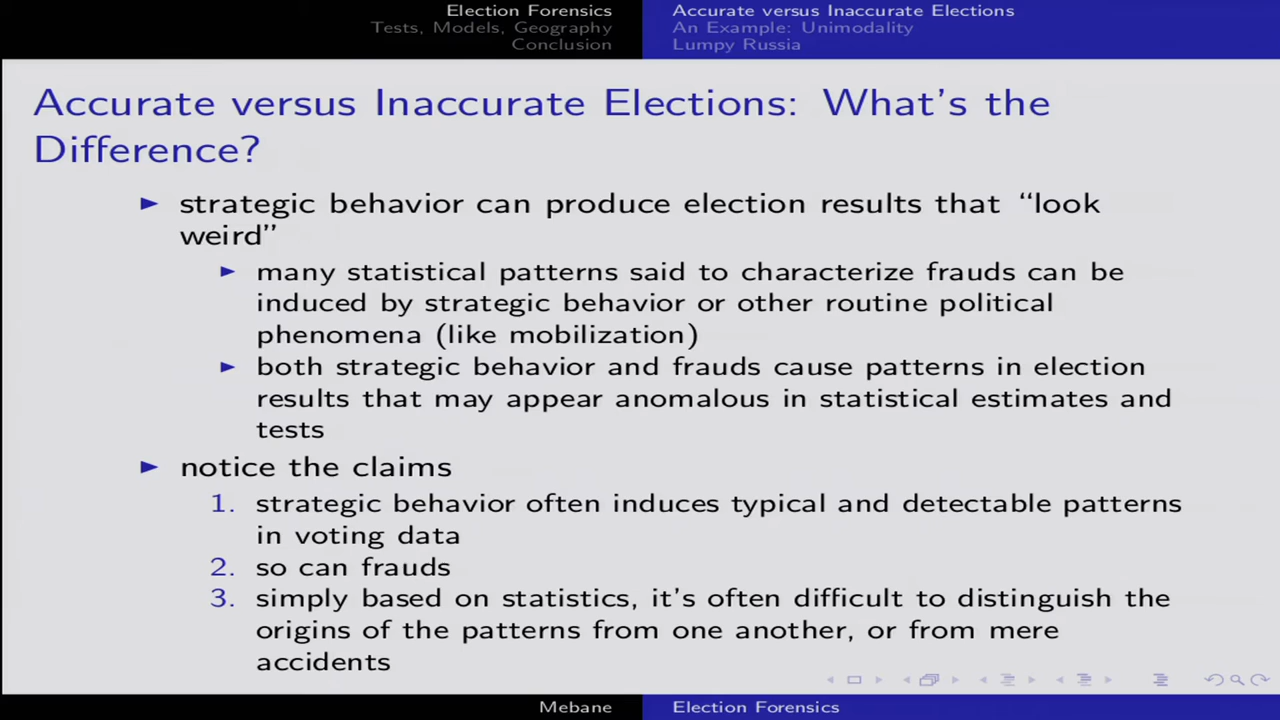 Election Forensics
Tests, Models, Geography
Conclusion
Accurate versus Inaccurate Elections
An Example: Unimodality
Lumpy Russia
Accurate versus Inaccurate Elections: What's the
Difference?
strategic behavior can produce election results that “look
weird”
many statistical patterns said to characterize frauds can be
induced by strategic behavior or other routine political
phenomena (like mobilization)
both strategic behavior and frauds cause patterns in election
results that may appear anomalous in statistical estimates and
tests
notice the claims
1. strategic behavior often induces typical and detectable patterns
in voting data
2. so can frauds
3. simply based on statistics, it's often difficult to distinguish the
origins of the patterns from one another, or from mere
accidents
Mebane
Election Forensics